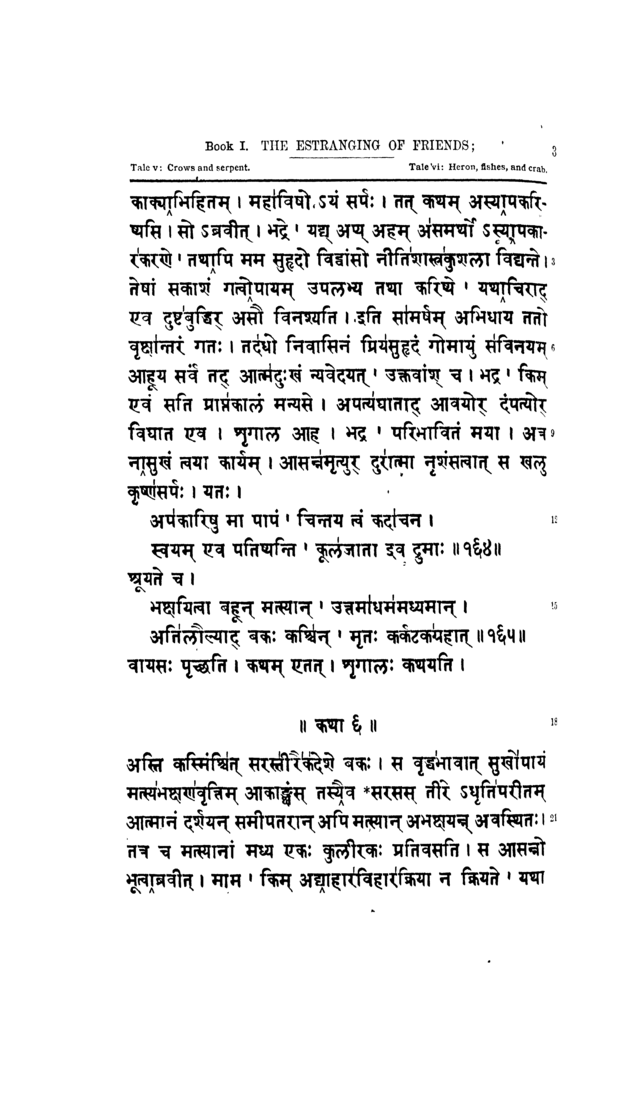 Book I. THE ESTRANGING OF FRIENDS;
3
Tale v: Crows and serpent.
Tale vi: Heron, fishes, and crab.
काक्याभिहितम् । महाविषो ऽयं सर्पः । तत् कथम् अस्यापकरि-
ष्यसि । सो ऽब्रवीत् । भद्रे ' यद्य् अप्य् अहम् असमर्थो ऽस्यापका-
रकरणे ' तथापि मम सुहृदो विद्वांसो नीतिशास्त्रकुशला विद्यन्ते । 3
तेषां सकाशं गत्वोपायम् उपलभ्य तथा करिष्ये ' यथाचिराद्
एव दुष्टबुद्धिर् असौ विनश्यति । इति सामर्षम् अभिधाय ततो
वृक्षान्तरं गतः । तदधो निवासिनं प्रियसुहृदं गोमायुं सविनयम् 6
आहूय सर्वं तद् आत्मदुःखं न्यवेदयत् ' उक्तवांश् च । भद्र ' किम्
एवं सति प्राप्तकालं मन्यसे । अपत्यघाताद् आवयोर् दंपत्योर्
विघात एव । शृगाल आह । भद्र ' परिभावितं मया । अत्र 9
नासुखं त्वया कार्यम् । आसन्नमृत्युर् दुरात्मा नृशंसत्वात् स खलु
कृष्णसर्पः । यतः ।
अपकारिषु मा पापं ' चिन्तय त्वं कदाचन । 12
स्वयम् एव पतिष्यन्ति ' कूलजाता इव द्रुमाः ॥१६४॥
श्रूयते च ।
भक्षयित्वा बहून् मत्स्यान् ' उत्तमाधममध्यमान् । 15
अतिलौल्याद् बकः कश्चिन् ' मृतः कर्कटकग्रहात् ॥१६५॥
वायसः पृच्छति । कथम् एतत् । शृगालः कथयति ।
॥ कथा ६ ॥ 18
अस्ति कस्मिंश्चित् सरस्तीरैकदेशे बकः । स वृद्धभावात् सुखोपायं
मत्स्यभक्षणवृत्तिम् आकाङ्क्षंस् तस्यैव *सरसस् तीरे ऽधृतिपरीतम्
आत्मानं दर्शयन् समीपतरान् अपि मत्स्यान् अभक्षयन्न् अवस्थितः । 21
तत्र च मत्स्यानां मध्य एकः कुलीरकः प्रतिवसति । स आसन्नो
भूत्वाब्रवीत् । माम ' किम् अद्याहारविहारक्रिया न क्रियते ' यथा